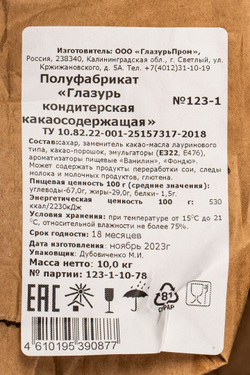 Изготовитель: ООО «ГлазурьПром»,
Россия, 238340, Калининградская обл., г. Светлый, ул.
Кржижановского, д. 5А. Тел. +7(4012)31-10-19
Полуфабрикат
«Глазурь №123-1
кондитерская
какаосодержащая»
ТУ 10.82.22-001-25157317-2018
Состав:сахар, заменитель какао-масла лауринового
типа, какао-порошок, эмульгаторы (Е322, Е476),
ароматизаторы пищевые «Ванилин», «Фондю».
Может содержать продукты переработки сои, следы
молока и молочных продуктов, глютена.
Пищевая ценность 100 г (средние значения):
углеводы-67,0г, жиры-29,0г, белки- 1,5г.
Энергетическая ценность 100 г: 530
ккал/2230кДж
Условия хранения: при температуре от 15°С до 21
°С, относительной влажности не более 75%.
Срок годности: 18 месяцев
Дата изготовления: ноябрь 2023г
Упаковщик: Дубовиченко М.И.
Масса нетто: 10,0 кг
№ партии: 123-1-10-78
ЕАС
81
4 610195 390877